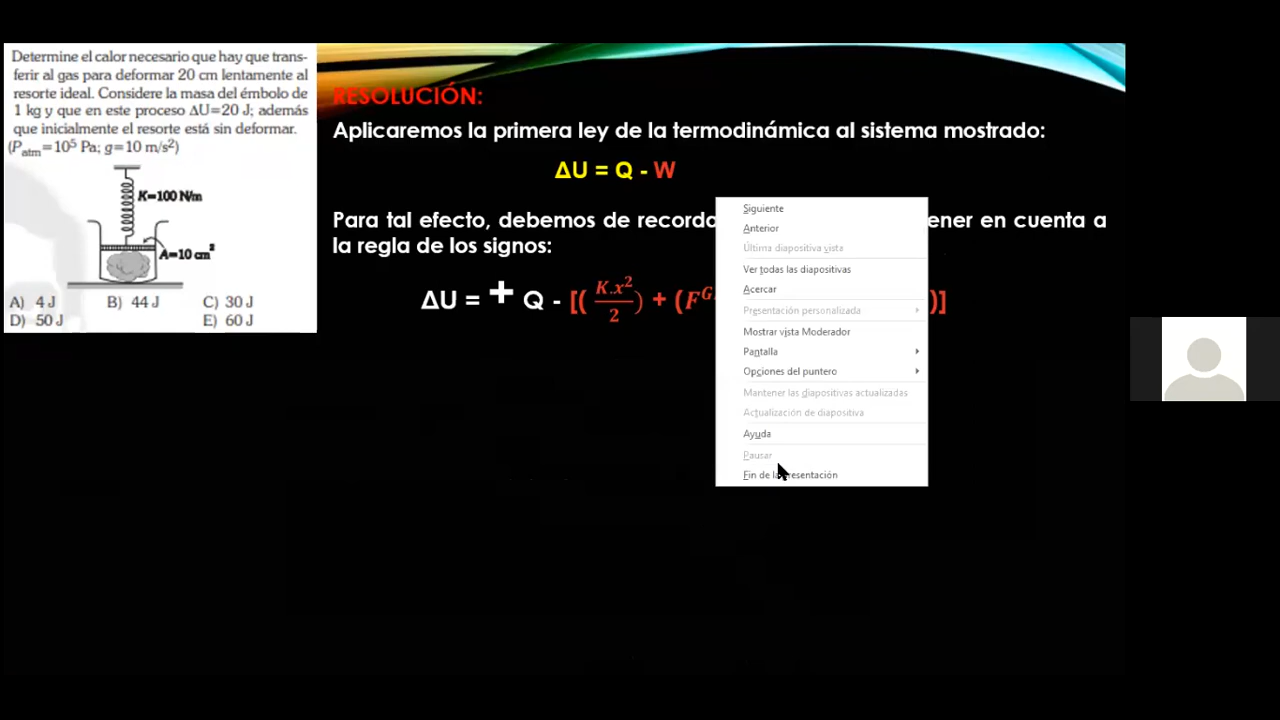 Determine el calor necesario que hay que trans-
ferir al gas para deformar 20 cm lentamente al
resorte ideal. Considere la masa del émbolo de
1 kg y que en este proceso ΔU=20 J; además
que inicialmente el resorte está sin deformar.
(Patm=10⁵ Pa; g=10 m/s²)
K=100 N/m
A=10 cm²
A) 4 J B) 44 J C) 30 J
D) 50 J E) 60 J
RESOLUCIÓN:
Aplicaremos la primera ley de la termodinámica al sistema mostrado:
ΔU = Q - W
Para tal efecto, debemos de recorda ener en cuenta a
la regla de los signos:
ΔU = + Q - [( K.x²/2 ) + (F^G )]
Siguiente
Anterior
Última diapositiva vista
Ver todas las diapositivas
Acercar
Presentación personalizada
Mostrar vista Moderador
Pantalla
Opciones del puntero
Mantener las diapositivas actualizadas
Actualización de diapositiva
Ayuda
Pausar
Fin de la presentación